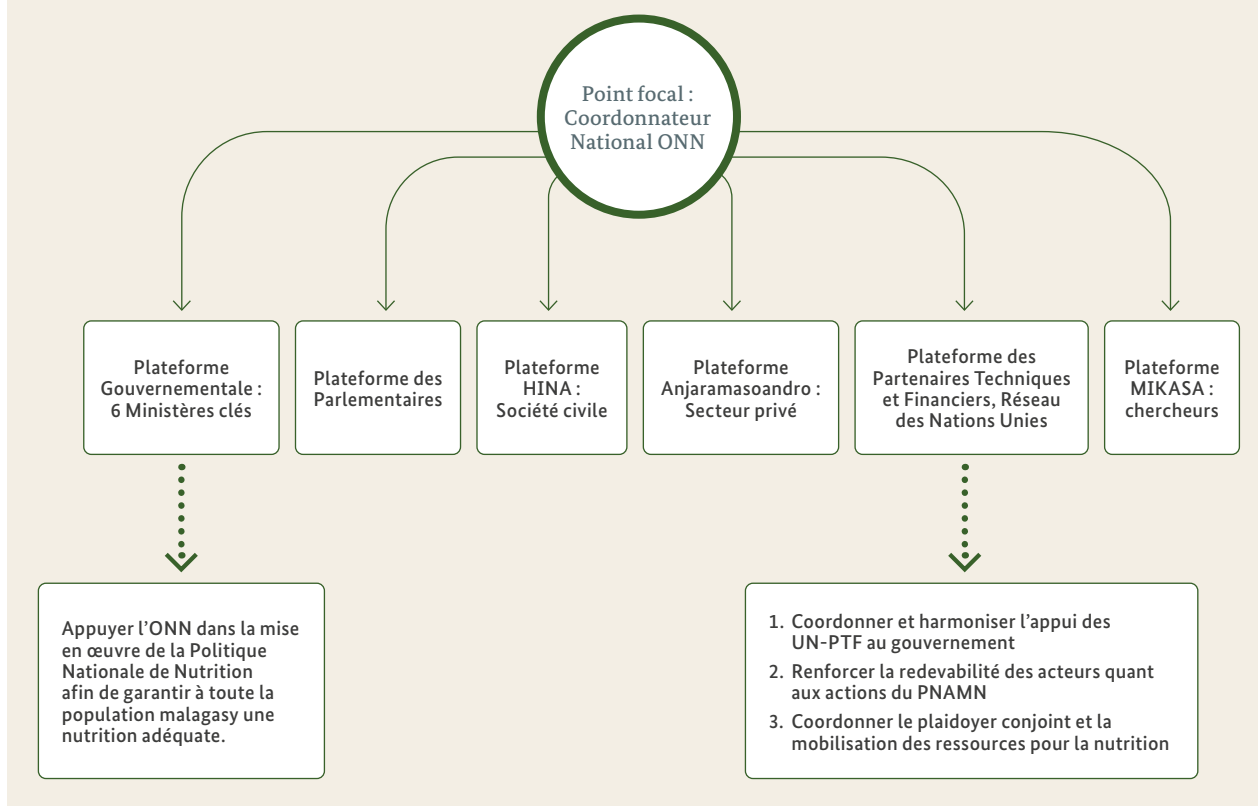 Point focal :
Coordonnateur
National ONN
Plateforme
Gouvernementale :
6 Ministères clés
Plateforme des
Parlementaires
Plateforme
HINA :
Société civile
Plateforme
Anjaramasoandro :
Secteur privé
Plateforme des
Partenaires Techniques
et Financiers, Réseau
des Nations Unies
Plateforme
MIKASA :
chercheurs
Appuyer l’ONN dans la mise
en œuvre de la Politique
Nationale de Nutrition
afin de garantir à toute la
population malagasy une
nutrition adéquate.
1. Coordonner et harmoniser l’appui des
UN-PTF au gouvernement
2. Renforcer la redevabilité des acteurs quant
aux actions du PNAMN
3. Coordonner le plaidoyer conjoint et la
mobilisation des ressources pour la nutrition